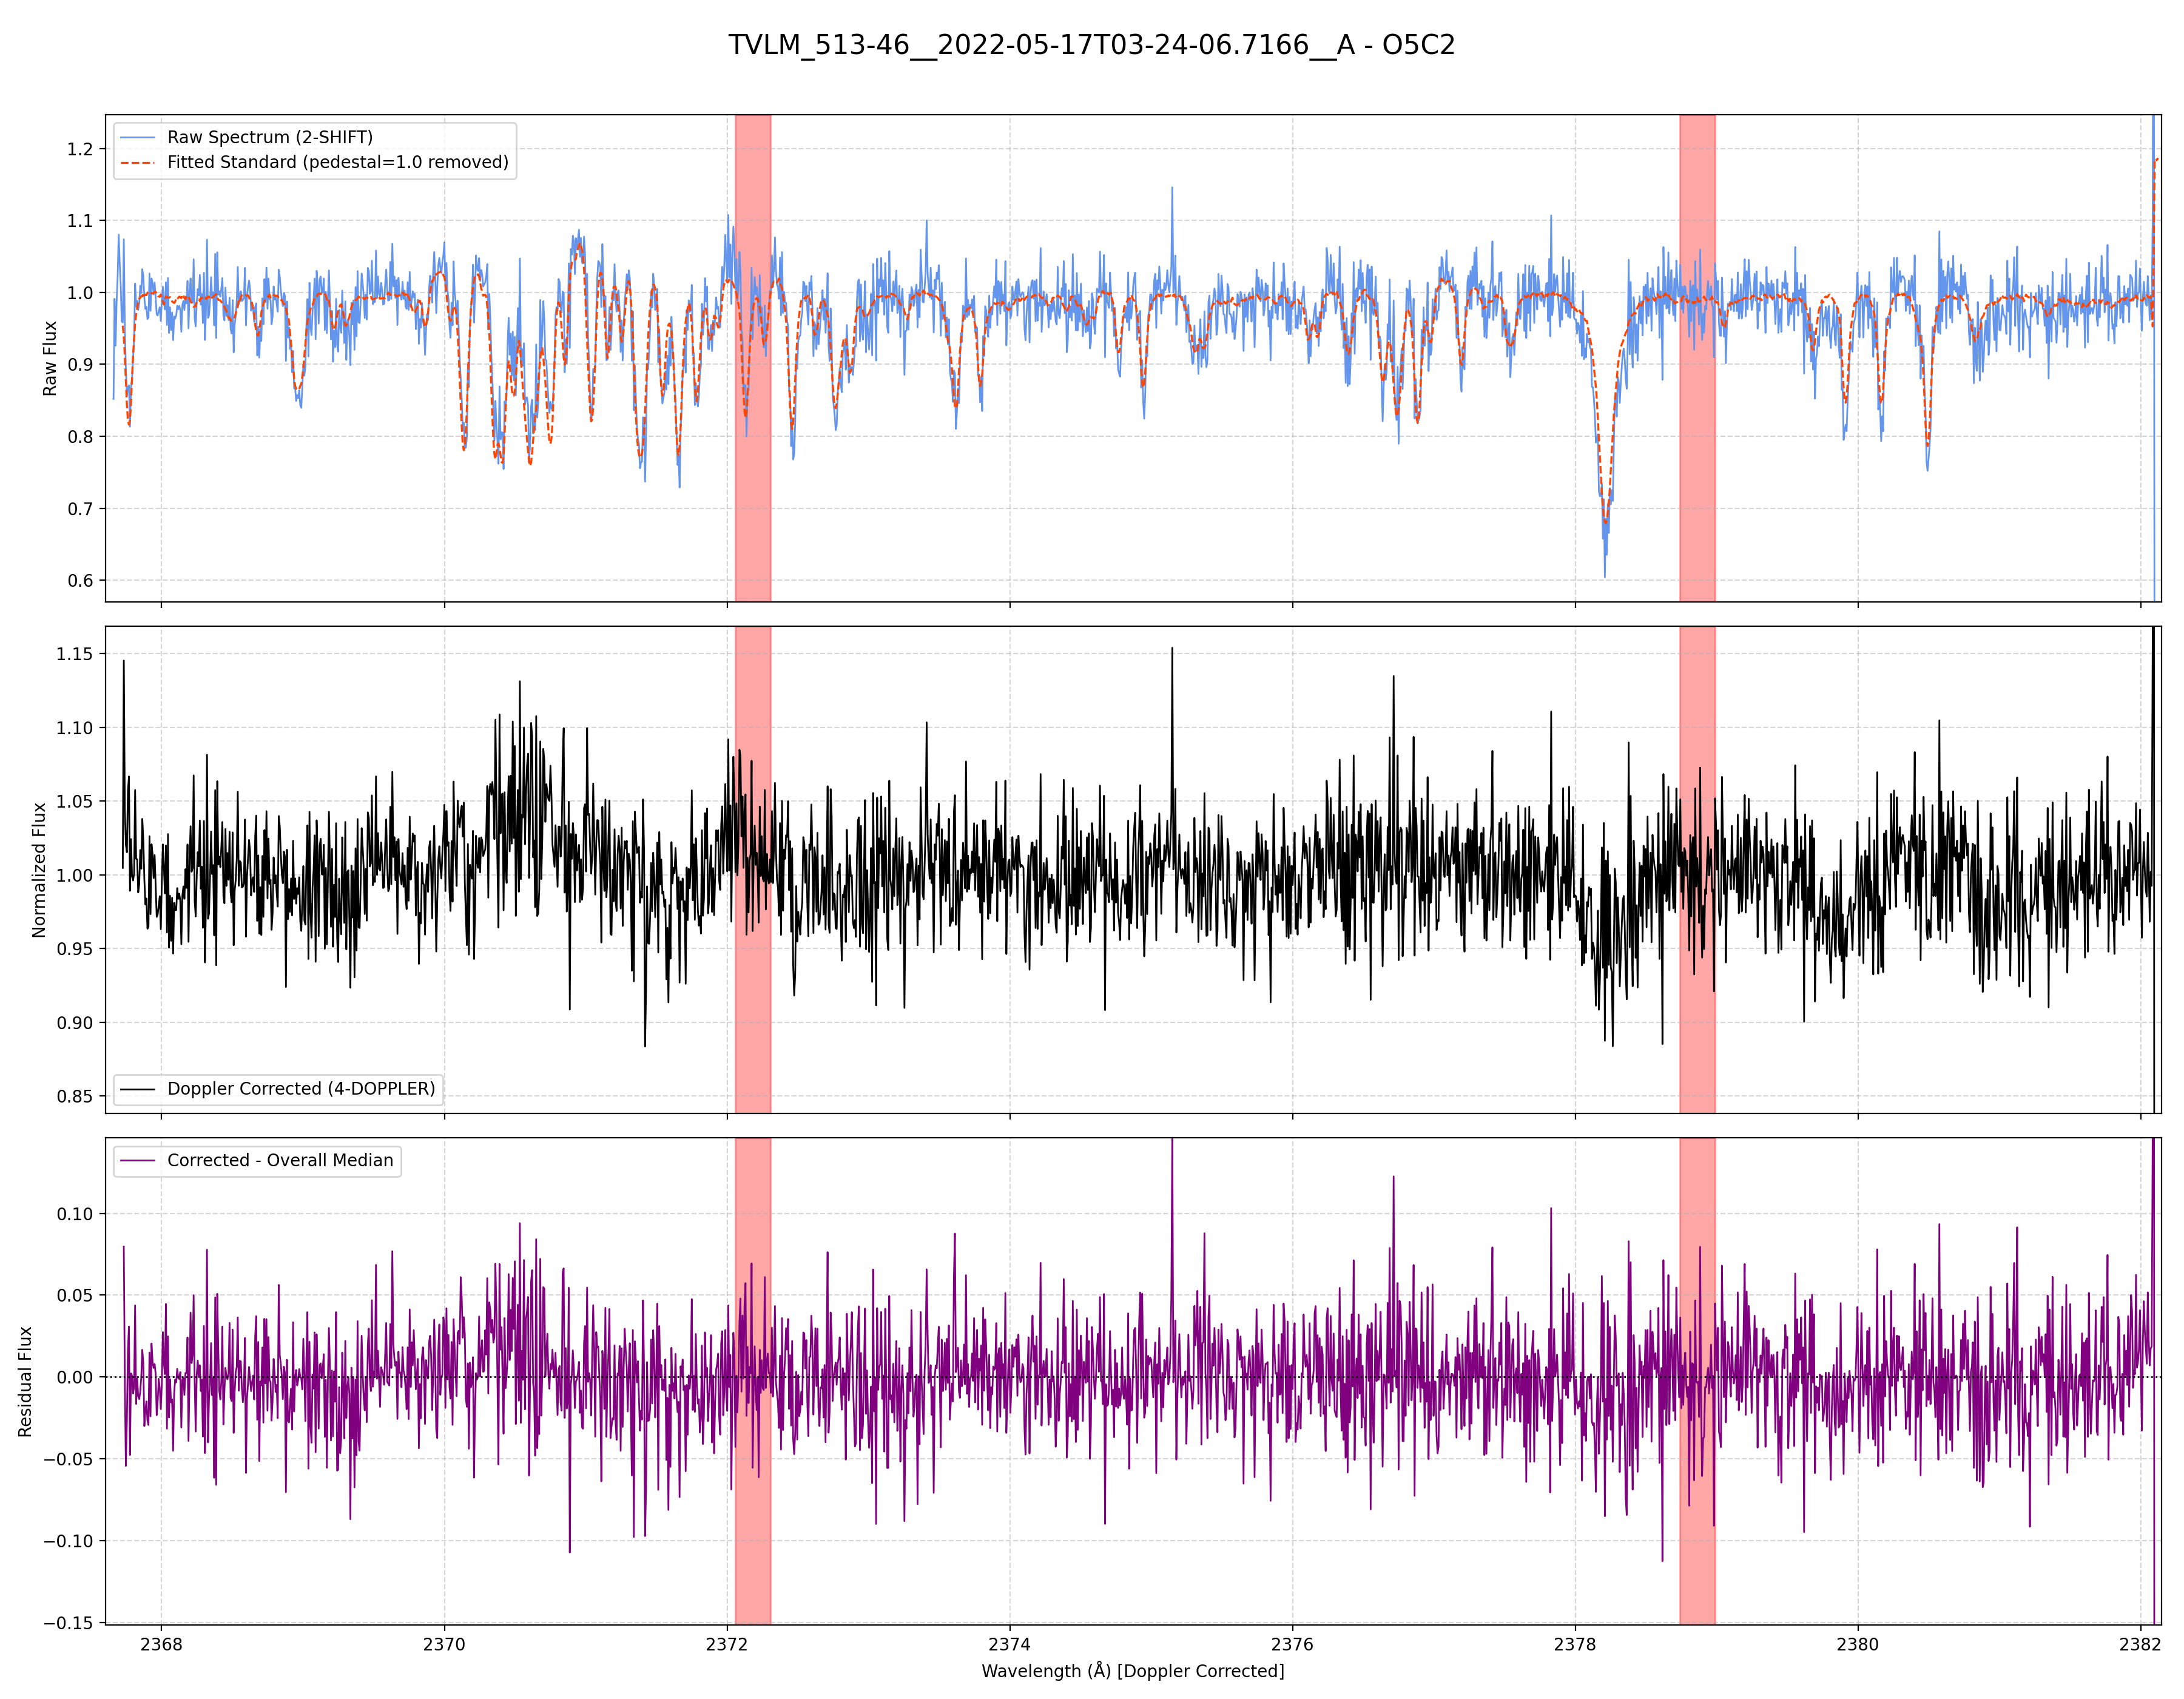 TVLM_513-46__2022-05-17T03-24-06.7166__A - O5C2
Raw Spectrum (2-SHIFT)
Fitted Standard (pedestal=1.0 removed)
Raw Flux
1.2
1.1
1.0
0.9
0.8
0.7
0.6
Doppler Corrected (4-DOPPLER)
Normalized Flux
1.15
1.10
1.05
1.00
0.95
0.90
0.85
Corrected - Overall Median
Residual Flux
0.10
0.05
0.00
−0.05
−0.10
−0.15
2368 2370 2372 2374 2376 2378 2380 2382
Wavelength (Å) [Doppler Corrected]